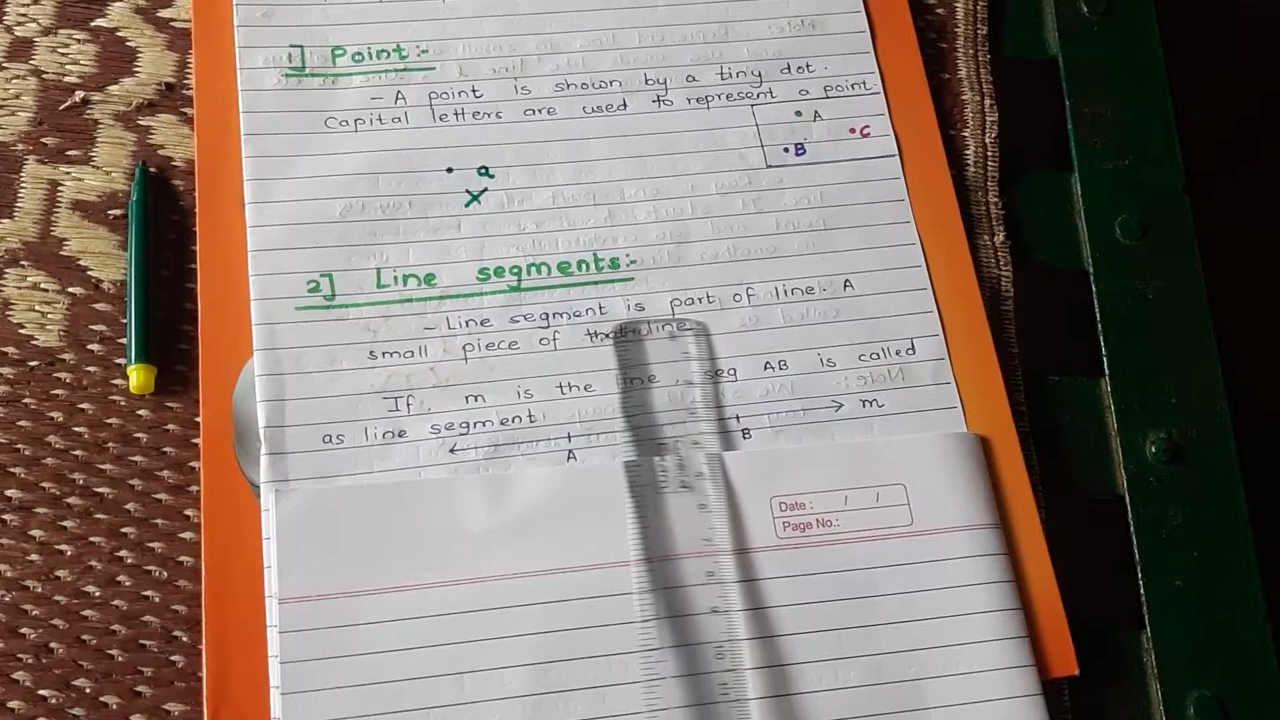 1] Point:-
- A point is shown by a tiny dot.
Capital letters are used to represent a point.
A
C
B
a
2] Line segments:-
- Line segment is part of line. A
small piece of that line.
If, m is the line, seg AB is called
as line segment.
m
A
B
Date : / /
Page No.: